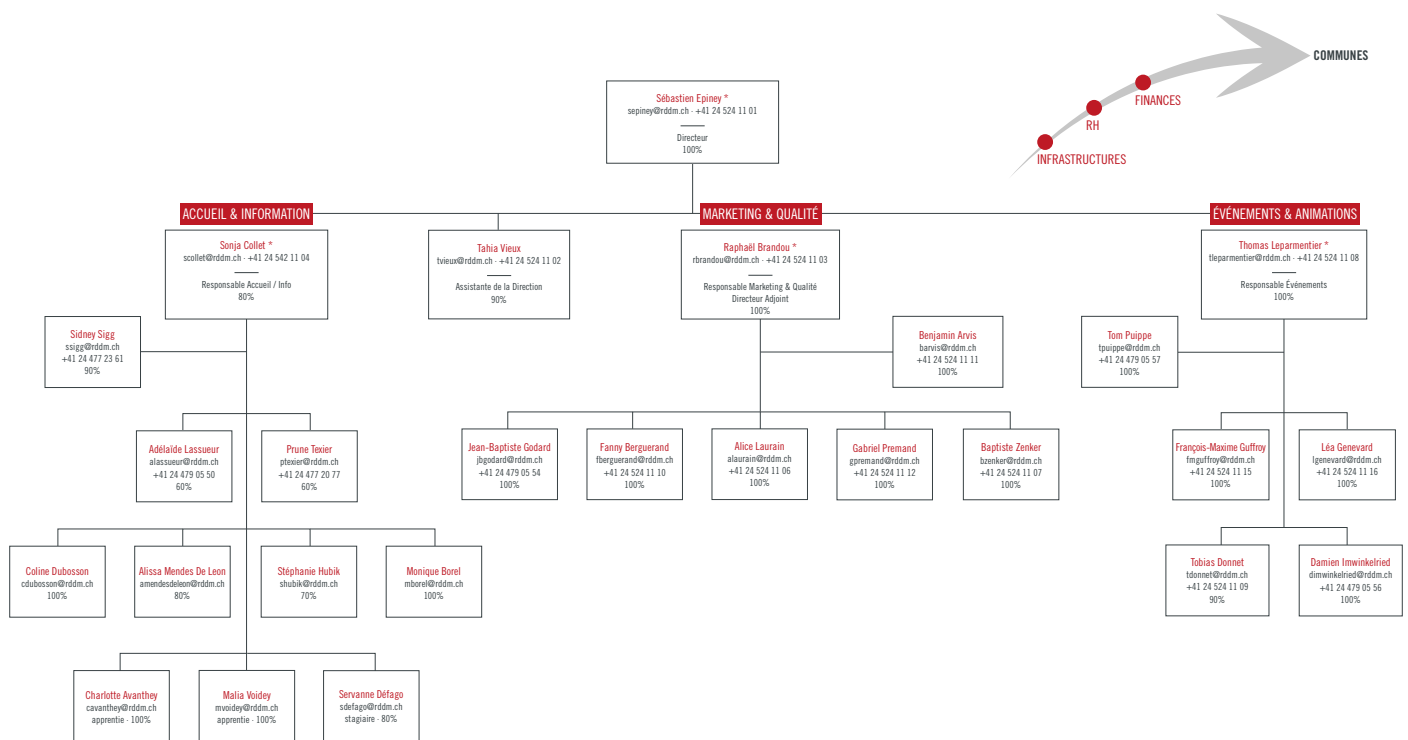 COMMUNES
FINANCES
RH
INFRASTRUCTURES
Sébastien Epiney *
sepiney@rddm.ch · +41 24 524 11 01
Directeur
100%
ACCUEIL & INFORMATION
MARKETING & QUALITÉ
ÉVÉNEMENTS & ANIMATIONS
Sonja Collet *
scollet@rddm.ch · +41 24 542 11 04
Responsable Accueil / Info
80%
Tahia Vieux
tvieux@rddm.ch · +41 24 524 11 02
Assistante de la Direction
90%
Raphaël Brandou *
rbrandou@rddm.ch · +41 24 524 11 03
Responsable Marketing & Qualité
Directeur Adjoint
100%
Thomas Leparmentier *
tleparmentier@rddm.ch · +41 24 524 11 08
Responsable Événements
100%
Sidney Sigg
ssigg@rddm.ch
+41 24 477 23 61
90%
Benjamin Arvis
barvis@rddm.ch
+41 24 524 11 11
100%
Tom Puippe
tpuippe@rddm.ch
+41 24 479 05 57
100%
Adélaïde Lassueur
alassueur@rddm.ch
+41 24 479 05 50
60%
Prune Texier
ptexier@rddm.ch
+41 24 477 20 77
60%
Jean-Baptiste Godard
jbgodard@rddm.ch
+41 24 479 05 54
100%
Fanny Berguerand
fberguerand@rddm.ch
+41 24 524 11 10
100%
Alice Laurain
alaurain@rddm.ch
+41 24 524 11 06
100%
Gabriel Premand
gpremand@rddm.ch
+41 24 524 11 12
100%
Baptiste Zenker
bzenker@rddm.ch
+41 24 524 11 07
100%
François-Maxime Guffroy
fmguffroy@rddm.ch
+41 24 524 11 15
100%
Léa Genevard
lgenevard@rddm.ch
+41 24 524 11 16
100%
Coline Dubosson
cdubosson@rddm.ch
100%
Alissa Mendes De Leon
amendesdeleon@rddm.ch
80%
Stéphanie Hubik
shubik@rddm.ch
70%
Monique Borel
mborel@rddm.ch
100%
Tobias Donnet
tdonnet@rddm.ch
+41 24 524 11 09
90%
Damien Imwinkelried
dimwinkelried@rddm.ch
+41 24 479 05 56
100%
Charlotte Avanthey
cavanthey@rddm.ch
apprentie · 100%
Malia Voidey
mvoidey@rddm.ch
apprentie · 100%
Servanne Défago
sdefago@rddm.ch
stagiaire · 80%